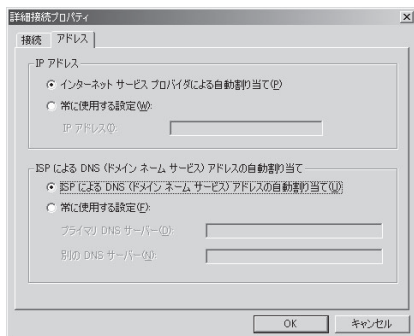 詳細接続プロパティ
接続 アドレス
IP アドレス
インターネット サービス プロバイダによる自動割り当て(P)
常に使用する設定(W):
IP アドレス(I):
ISP による DNS (ドメイン ネーム サービス) アドレスの自動割り当て
ISP による DNS (ドメイン ネーム サービス) アドレスの自動割り当て(U)
常に使用する設定(F):
プライマリ DNS サーバー(D):
別の DNS サーバー(N):
OK キャンセル